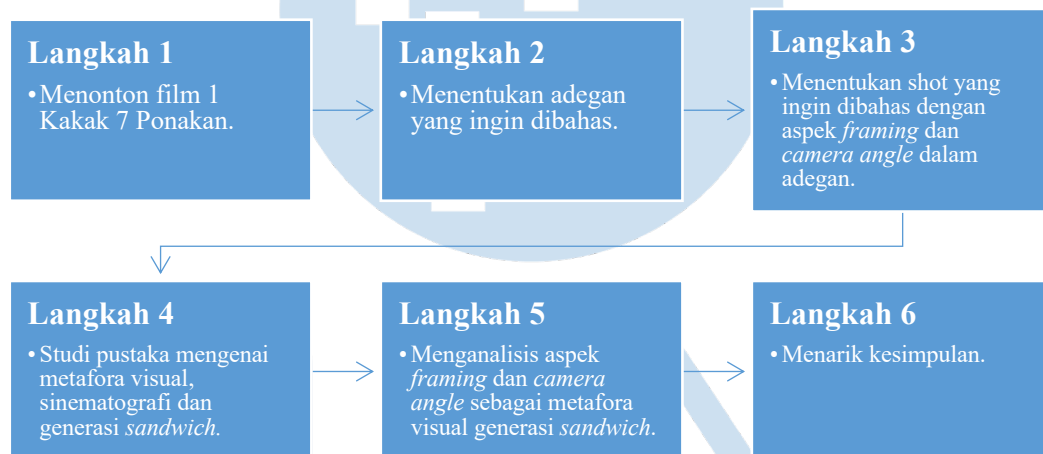 Langkah 1
• Menonton film 1
Kakak 7 Ponakan.
Langkah 2
• Menentukan adegan
yang ingin dibahas.
Langkah 3
• Menentukan shot yang
ingin dibahas dengan
aspek framing dan
camera angle dalam
adegan.
Langkah 4
• Studi pustaka mengenai
metafora visual,
sinematografi dan
generasi sandwich.
Langkah 5
• Menganalisis aspek
framing dan camera
angle sebagai metafora
visual generasi sandwich.
Langkah 6
• Menarik kesimpulan.